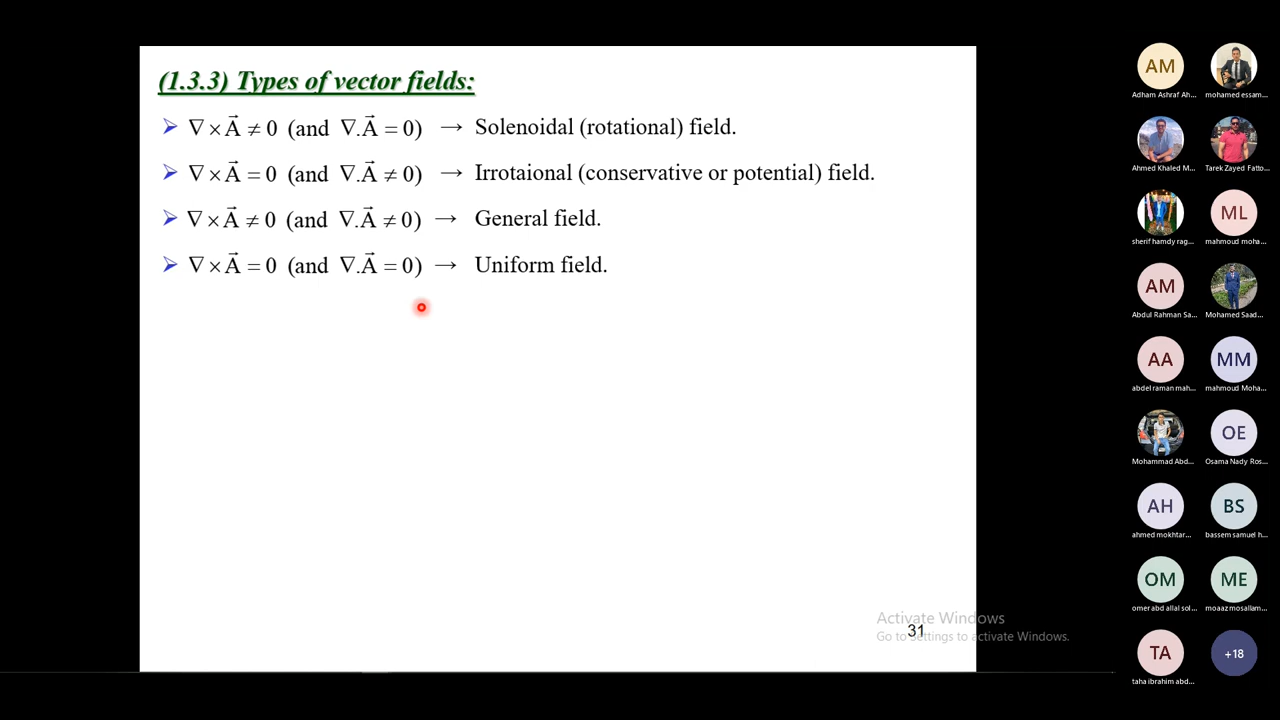 (1.3.3) Types of vector fields:
➢ ∇ × A⃗ ≠ 0 (and ∇.A⃗ = 0) → Solenoidal (rotational) field.
➢ ∇ × A⃗ = 0 (and ∇.A⃗ ≠ 0) → Irrotaional (conservative or potential) field.
➢ ∇ × A⃗ ≠ 0 (and ∇.A⃗ ≠ 0) → General field.
➢ ∇ × A⃗ = 0 (and ∇.A⃗ = 0) → Uniform field.
Activate Windows
Go to Settings to activate Windows.
31
AM
Adham Ashraf Ah...
mohamed essam...
Ahmed Khaled M...
Tarek Zayed Fatto...
sherif hamdy rag...
ML
mahmoud moha...
AM
Abdul Rahman Sa...
Mohamed Saad...
AA
abdel raman mah...
MM
mahmoud Moha...
Mohammad Abd...
OE
Osama Nady Ros...
AH
ahmed mokhtar...
BS
bassem samuel h...
OM
omer abd allal sol...
ME
moaaz mosallam...
TA
taha ibrahim abd...
+18